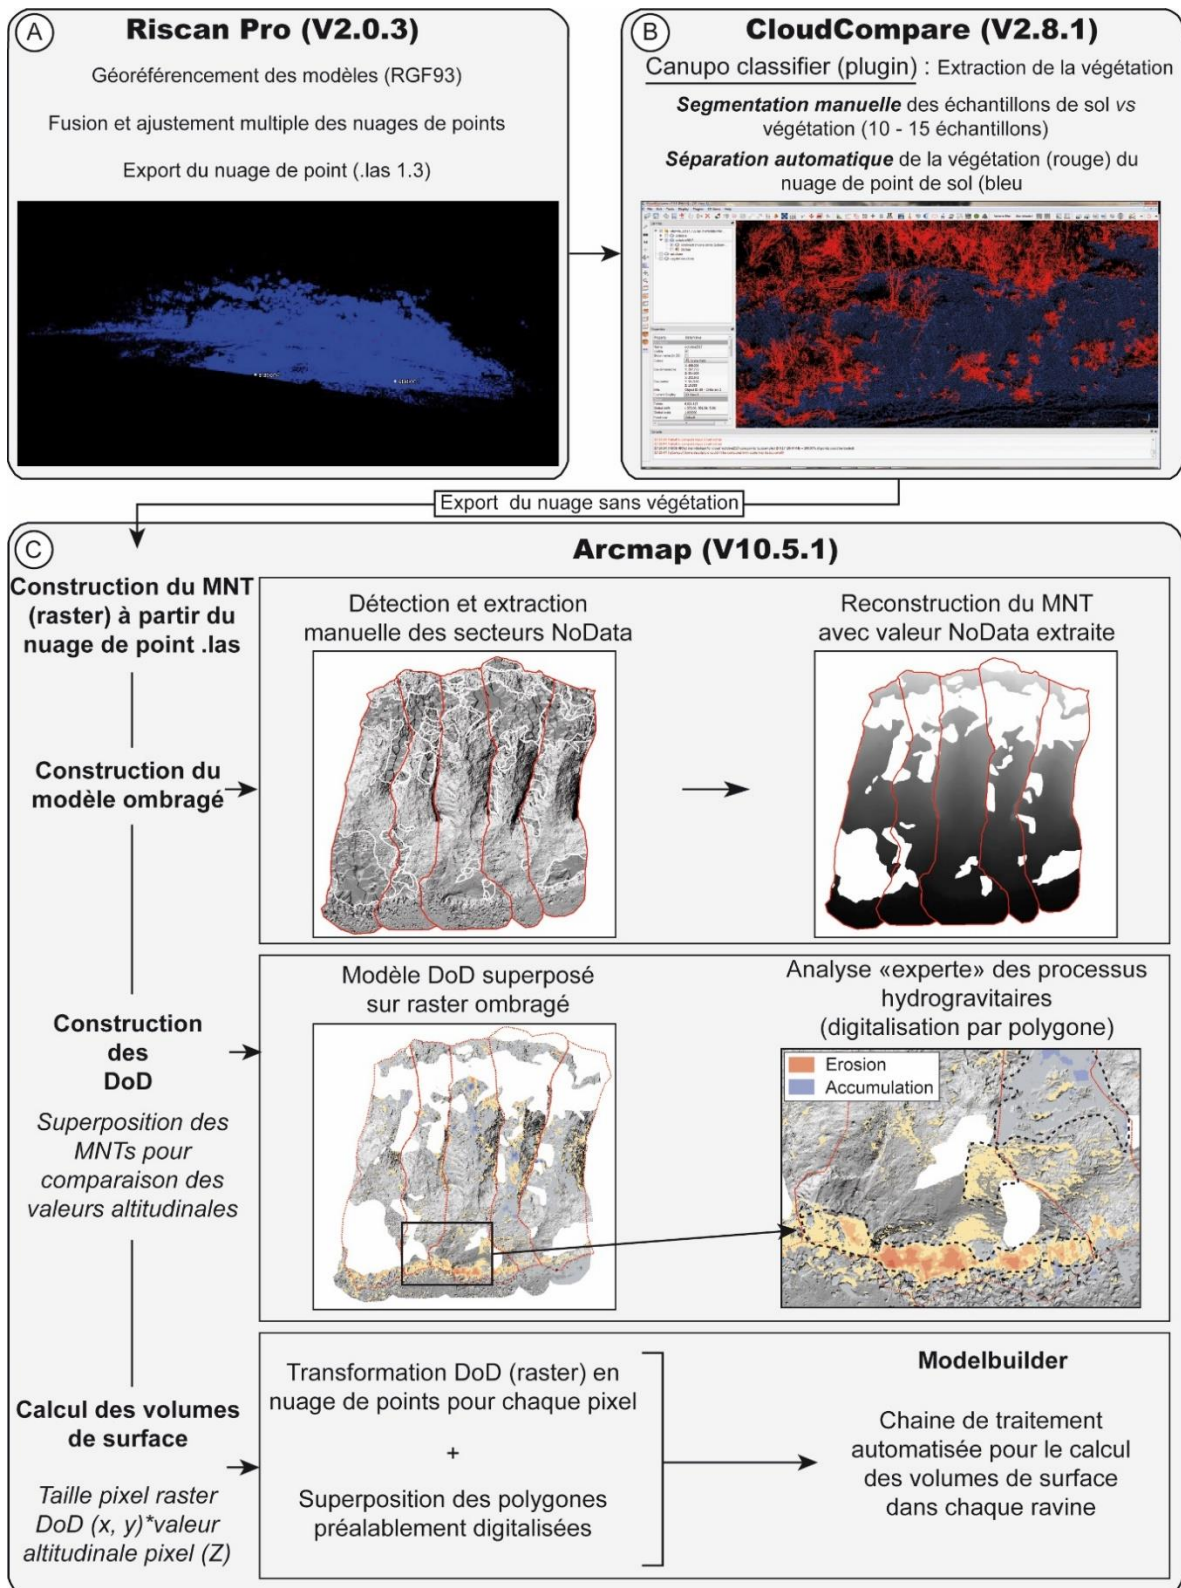 A
Riscan Pro (V2.0.3)
Géoréférencement des modèles (RGF93)
Fusion et ajustement multiple des nuages de points
Export du nuage de point (.las 1.3)
B
CloudCompare (V2.8.1)
Canupo classifier (plugin) : Extraction de la végétation
Segmentation manuelle des échantillons de sol vs
végétation (10 - 15 échantillons)
Séparation automatique de la végétation (rouge) du
nuage de point de sol (bleu
Export du nuage sans végétation
C
Arcmap (V10.5.1)
Construction du MNT
(raster) à partir du
nuage de point .las
Détection et extraction
manuelle des secteurs NoData
Reconstruction du MNT
avec valeur NoData extraite
Construction du
modèle ombragé
Modèle DoD superposé
sur raster ombragé
Analyse «experte» des processus
hydrogravitaires
(digitalisation par polygone)
Erosion
Accumulation
Construction
des
DoD
Superposition des
MNTs pour
comparaison des
valeurs altitudinales
Calcul des volumes
de surface
Taille pixel raster
DoD (x, y)*valeur
altitudinale pixel (Z)
Transformation DoD (raster) en
nuage de points pour chaque pixel
+
Superposition des polygones
préalablement digitalisées
Modelbuilder
Chaine de traitement
automatisée pour le calcul
des volumes de surface
dans chaque ravine